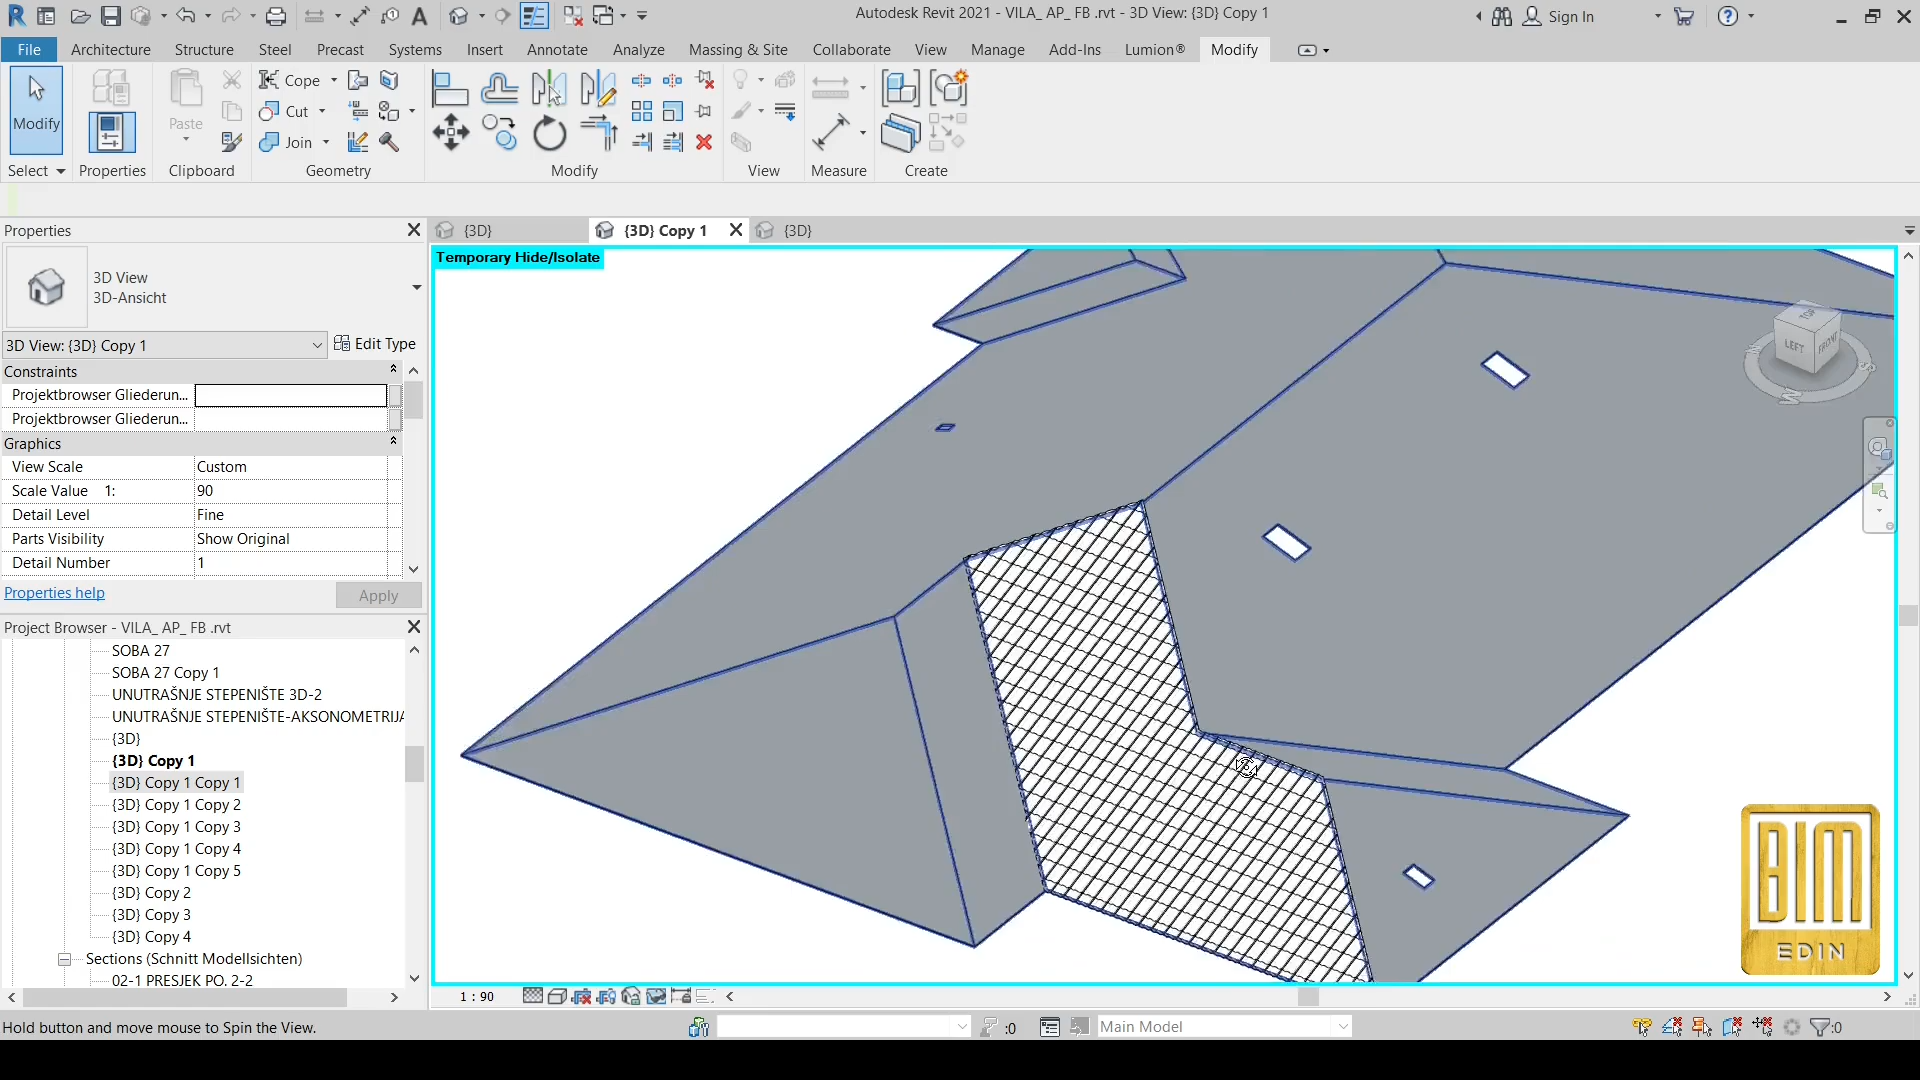 Autodesk Revit 2021 - VILA_ AP_ FB .rvt - 3D View: {3D} Copy 1
Sign In
File
Architecture
Structure
Steel
Precast
Systems
Insert
Annotate
Analyze
Massing & Site
Collaborate
View
Manage
Add-Ins
Lumion®
Modify
Modify
Paste
Cope
Cut
Join
Select
Properties
Clipboard
Geometry
Modify
View
Measure
Create
Properties
{3D}
{3D} Copy 1
{3D}
Temporary Hide/Isolate
3D View
3D-Ansicht
3D View: {3D} Copy 1
Edit Type
Constraints
Projektbrowser Gliederun...
Projektbrowser Gliederun...
Graphics
View Scale Custom
Scale Value 1: 90
Detail Level Fine
Parts Visibility Show Original
Detail Number 1
Properties help
Apply
Project Browser - VILA_ AP_ FB .rvt
SOBA 27
SOBA 27 Copy 1
UNUTRAŠNJE STEPENIŠTE 3D-2
UNUTRAŠNJE STEPENIŠTE-AKSONOMETRIJA
{3D}
{3D} Copy 1
{3D} Copy 1 Copy 1
{3D} Copy 1 Copy 2
{3D} Copy 1 Copy 3
{3D} Copy 1 Copy 4
{3D} Copy 1 Copy 5
{3D} Copy 2
{3D} Copy 3
{3D} Copy 4
Sections (Schnitt Modellsichten)
02-1 PRESJEK PO. 2-2
TOP
LEFT
FRONT
BIM
EDIN
1 : 90
Hold button and move mouse to Spin the View.
:0
Main Model
:0